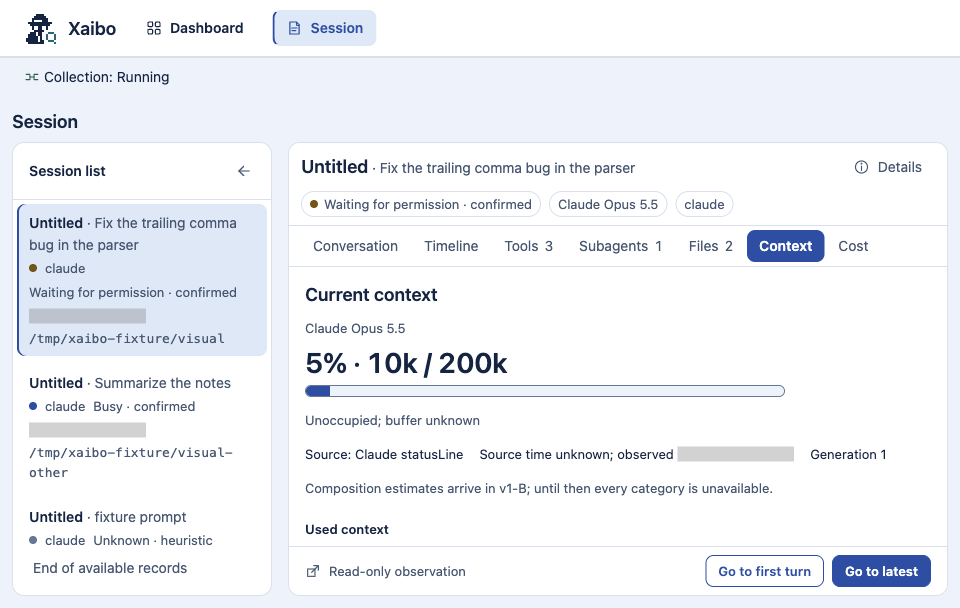 Xaibo
Dashboard
Session
Collection: Running
Session
Session list
Untitled · Fix the trailing comma
bug in the parser
claude
Waiting for permission · confirmed
/tmp/xaibo-fixture/visual
Untitled · Summarize the notes
claude Busy · confirmed
/tmp/xaibo-fixture/visual-
other
Untitled · fixture prompt
claude Unknown · heuristic
End of available records
Untitled · Fix the trailing comma bug in the parser
Details
Waiting for permission · confirmed
Claude Opus 5.5
claude
Conversation
Timeline
Tools 3
Subagents 1
Files 2
Context
Cost
Current context
Claude Opus 5.5
5% · 10k / 200k
Unoccupied; buffer unknown
Source: Claude statusLine Source time unknown; observed Generation 1
Composition estimates arrive in v1-B; until then every category is unavailable.
Used context
Read-only observation
Go to first turn
Go to latest